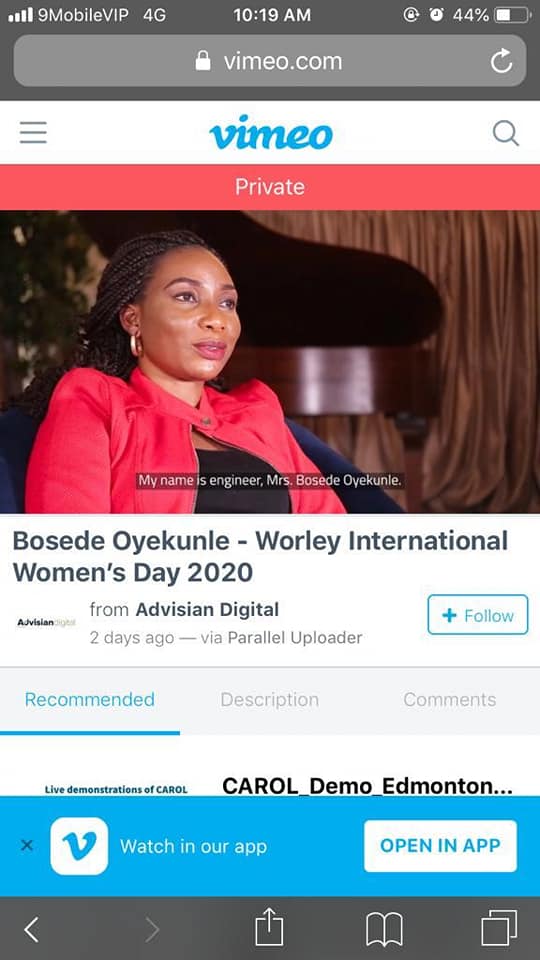 9MobileVIP 4G 10:19 AM 44%
vimeo.com
vimeo
Private
My name is engineer, Mrs. Bosede Oyekunle.
Bosede Oyekunle - Worley International
Women's Day 2020
Advisian digital
from Advisian Digital
2 days ago — via Parallel Uploader
+ Follow
Recommended Description Comments
Live demonstrations of CAROL
CAROL_Demo_Edmonton...
× Watch in our app OPEN IN APP